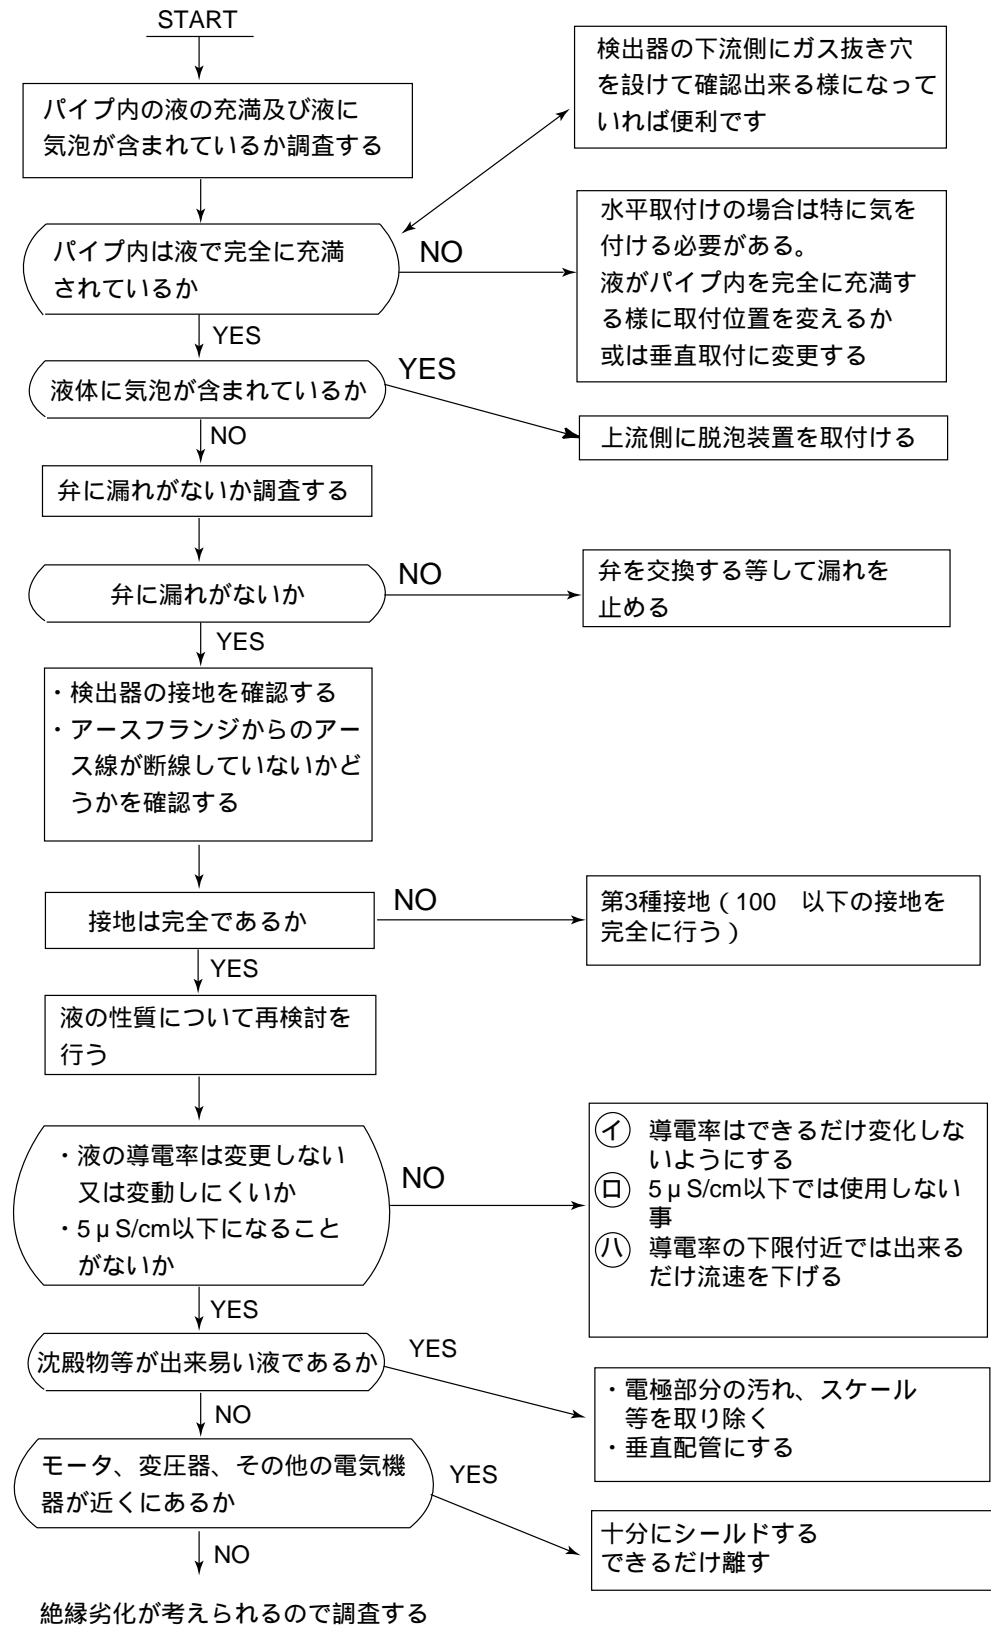 START
パイプ内の液の充満及び液に
気泡が含まれているか調査する
検出器の下流側にガス抜き穴
を設けて確認出来る様になって
いれば便利です
パイプ内は液で完全に充満
されているか
NO
水平取付けの場合は特に気を
付ける必要がある。
液がパイプ内を完全に充満す
る様に取付位置を変えるか
或は垂直取付に変更する
YES
液体に気泡が含まれているか
YES
上流側に脱泡装置を取付ける
NO
弁に漏れがないか調査する
弁に漏れがないか
NO
弁を交換する等して漏れを
止める
YES
・検出器の接地を確認する
・アースフランジからのアー
ス線が断線していないかど
うかを確認する
接地は完全であるか
NO
第3種接地(100　以下の接地を
完全に行う)
YES
液の性質について再検討を
行う
・液の導電率は変更しない
又は変動しにくいか
・5μS/cm以下になること
がないか
NO
㋑ 導電率はできるだけ変化しな
いようにする
㋺ 5μS/cm以下では使用しない
事
㋩ 導電率の下限付近では出来る
だけ流速を下げる
YES
沈殿物等が出来易い液であるか
YES
・電極部分の汚れ、スケール
等を取り除く
・垂直配管にする
NO
モータ、変圧器、その他の電気機
器が近くにあるか
YES
十分にシールドする
できるだけ離す
NO
絶縁劣化が考えられるので調査する